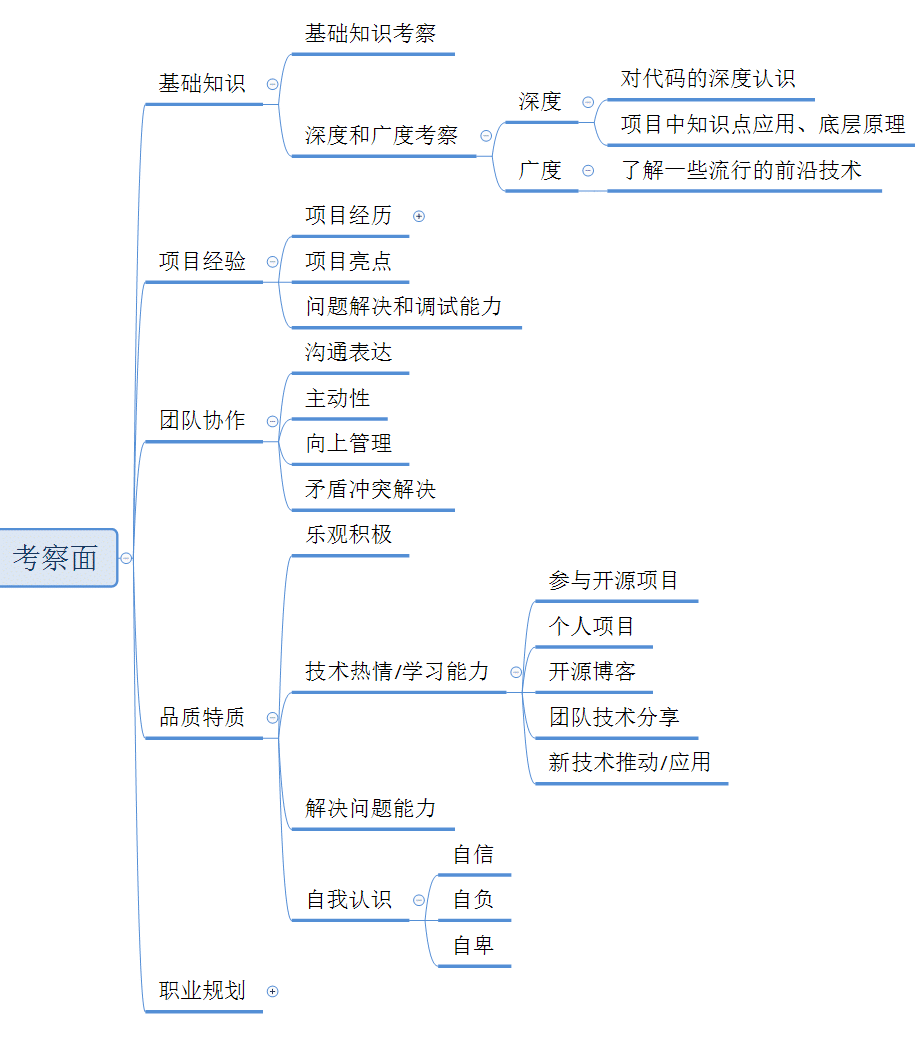 考察面
基础知识
基础知识考察
深度和广度考察
深度
对代码的深度认识
项目中知识点应用、底层原理
广度
了解一些流行的前沿技术
项目经验
项目经历
项目亮点
问题解决和调试能力
团队协作
沟通表达
主动性
向上管理
矛盾冲突解决
品质特质
乐观积极
技术热情/学习能力
参与开源项目
个人项目
开源博客
团队技术分享
新技术推动/应用
解决问题能力
自我认识
自信
自负
自卑
职业规划